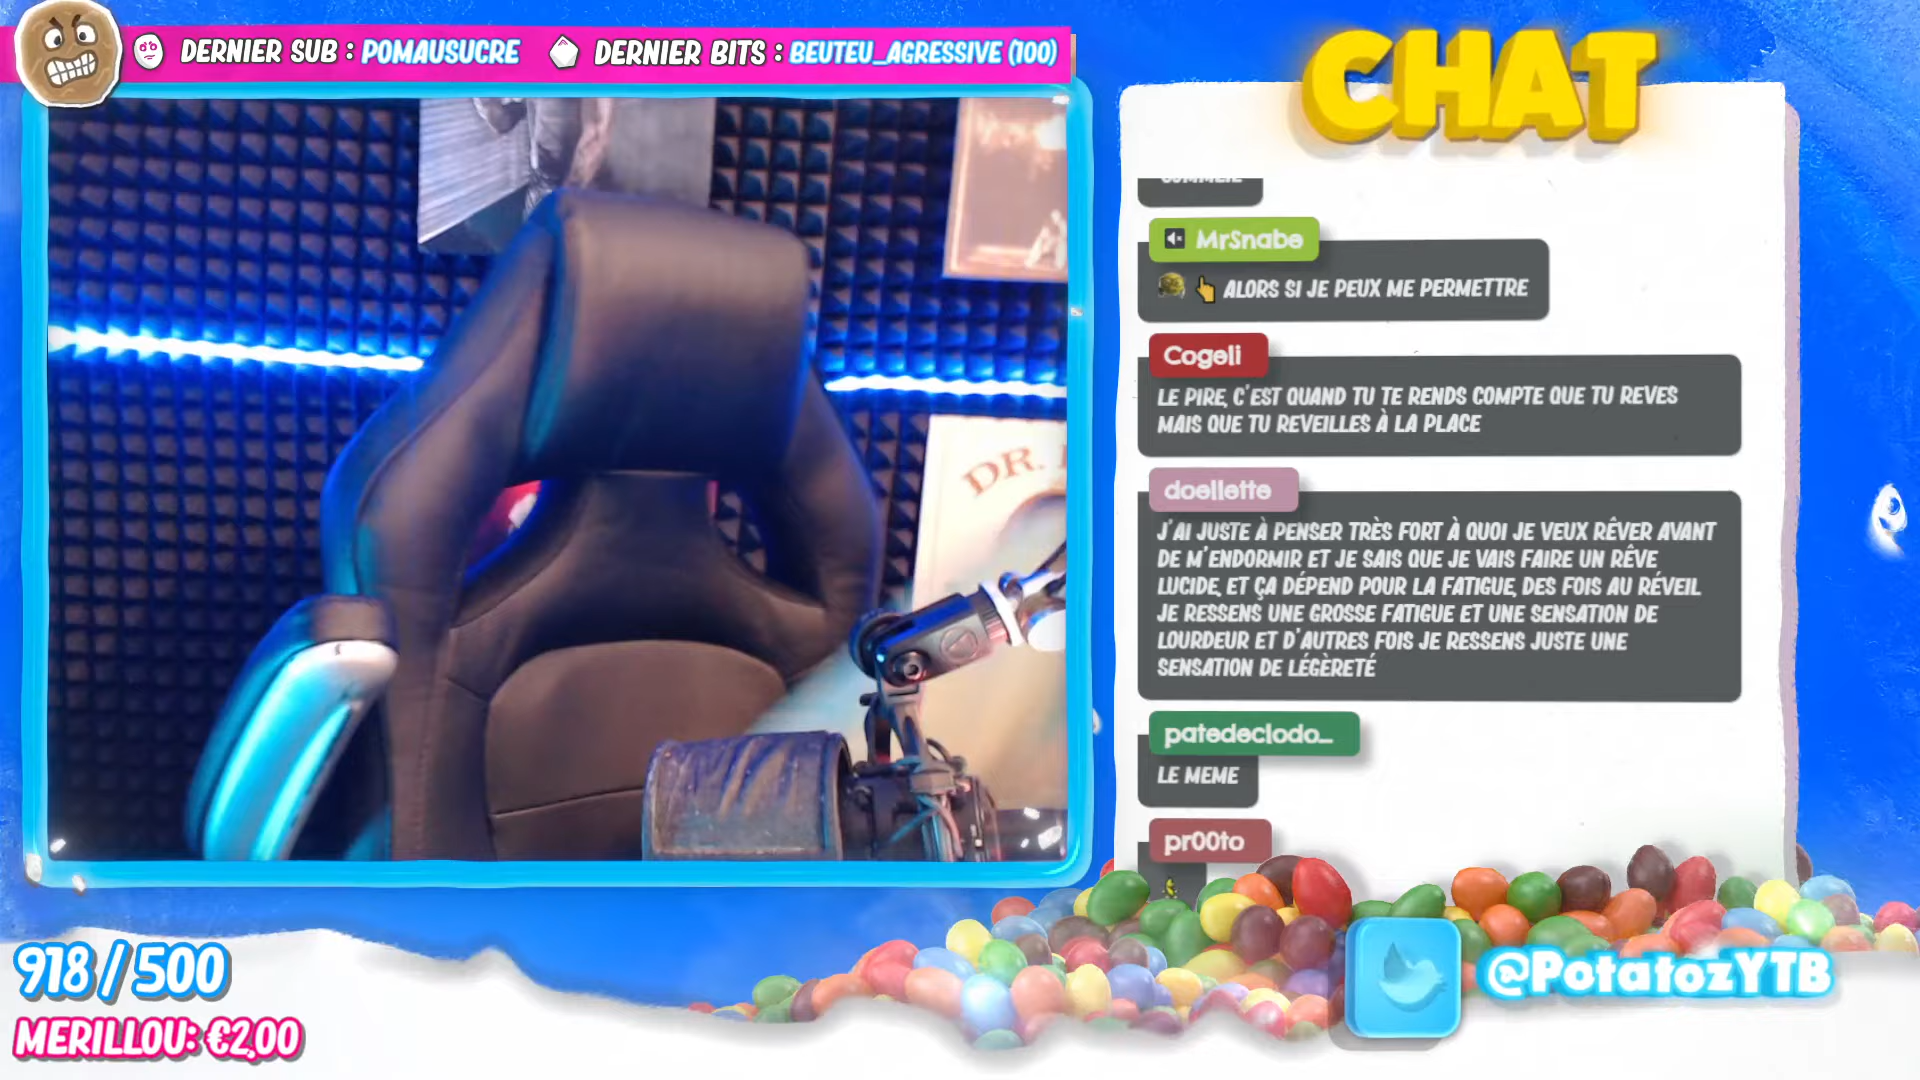 DERNIER SUB : POMAUSUCRE
DERNIER BITS : BEUTEU_AGRESSIVE (100)
CHAT
MrSnabe
ALORS SI JE PEUX ME PERMETTRE
Cogeli
LE PIRE, C'EST QUAND TU TE RENDS COMPTE QUE TU REVES
MAIS QUE TU REVEILLES À LA PLACE
doellette
J'AI JUSTE À PENSER TRÈS FORT À QUOI JE VEUX RÊVER AVANT
DE M'ENDORMIR ET JE SAIS QUE JE VAIS FAIRE UN RÊVE
LUCIDE, ET ÇA DÉPEND POUR LA FATIGUE, DES FOIS AU RÉVEIL
JE RESSENS UNE GROSSE FATIGUE ET UNE SENSATION DE
LOURDEUR ET D'AUTRES FOIS JE RESSENS JUSTE UNE
SENSATION DE LÉGÈRETÉ
patedeclodo_
LE MEME
pr00to
DR.
918 / 500
MERILLOU: €2,00
@PotatozYTB